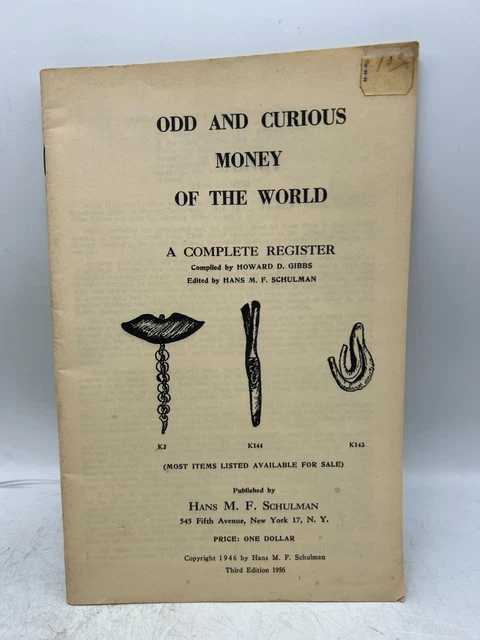 1 00
ODD AND CURIOUS
MONEY
OF THE WORLD
A COMPLETE REGISTER
Compiled by HOWARD D. GIBBS
Edited by HANS M. F. SCHULMAN
K3 K144 K143
(MOST ITEMS LISTED AVAILABLE FOR SALE)
Published by
HANS M. F. SCHULMAN
545 Fifth Avenue, New York 17, N. Y.
PRICE: ONE DOLLAR
Copyright 1946 by Hans M. F. Schulman
Third Edition 1956